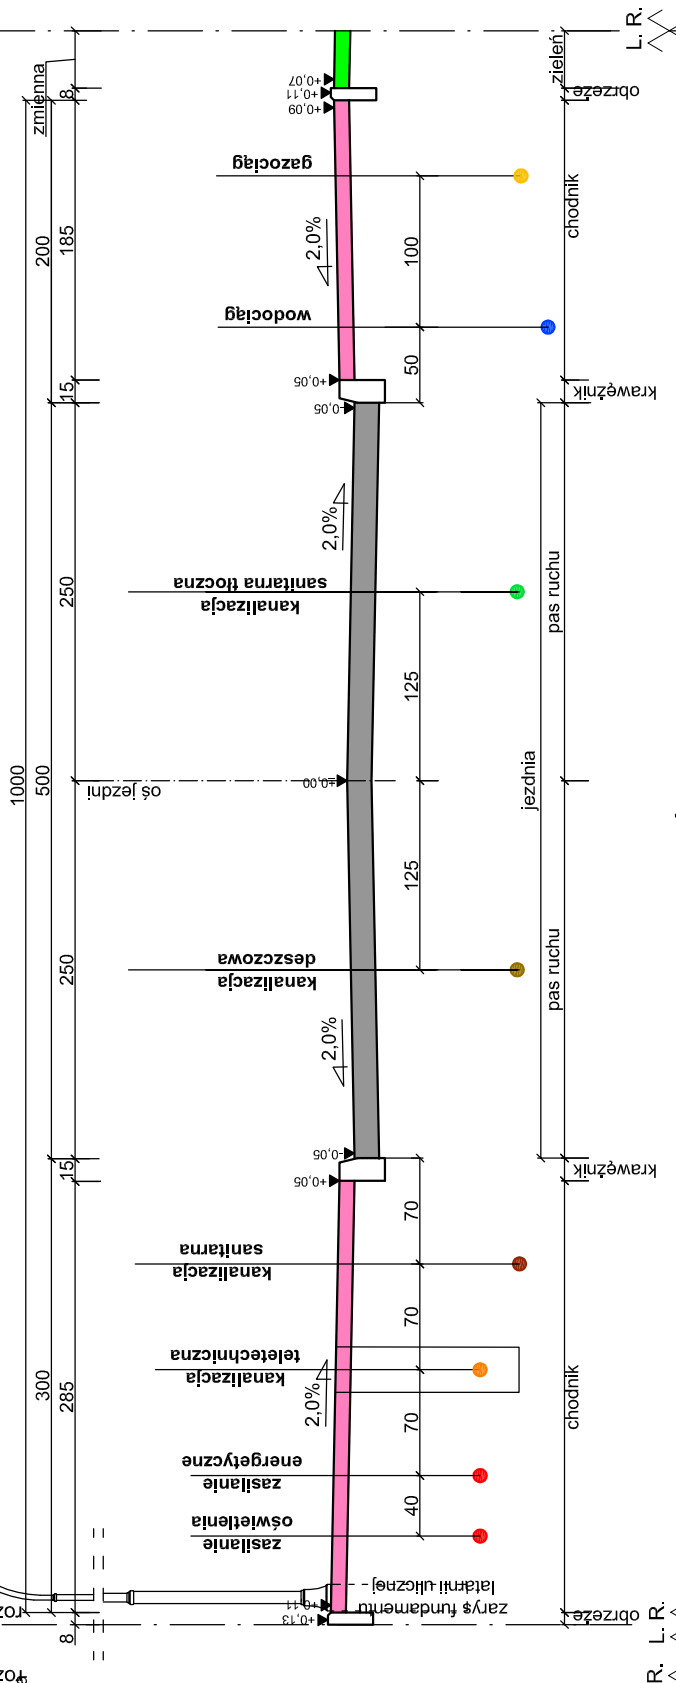 L. R.
zieleń
obrzeże
zmienna
8
+0,07
+0,11
+0,09
gazociąg
chodnik
200
185
2,0%
100
wodociąg
50
+0,05
15
-0,05
krawężnik
2,0%
250
kanalizacja
sanitarna tłoczna
125
pas ruchu
1000
500
oś jezdni
±0,00
jezdnia
125
250
kanalizacja
deszczowa
pas ruchu
2,0%
-0,05
15
+0,05
krawężnik
70
kanalizacja
sanitarna
70
kanalizacja
teletechniczna
300
285
2,0%
chodnik
70
zasilanie
energetyczne
40
zasilanie
oświetlenia
zarys fundamentu
latarnii ulicznej
+0,11
+0,13
8
obrzeże
L. R.
R.